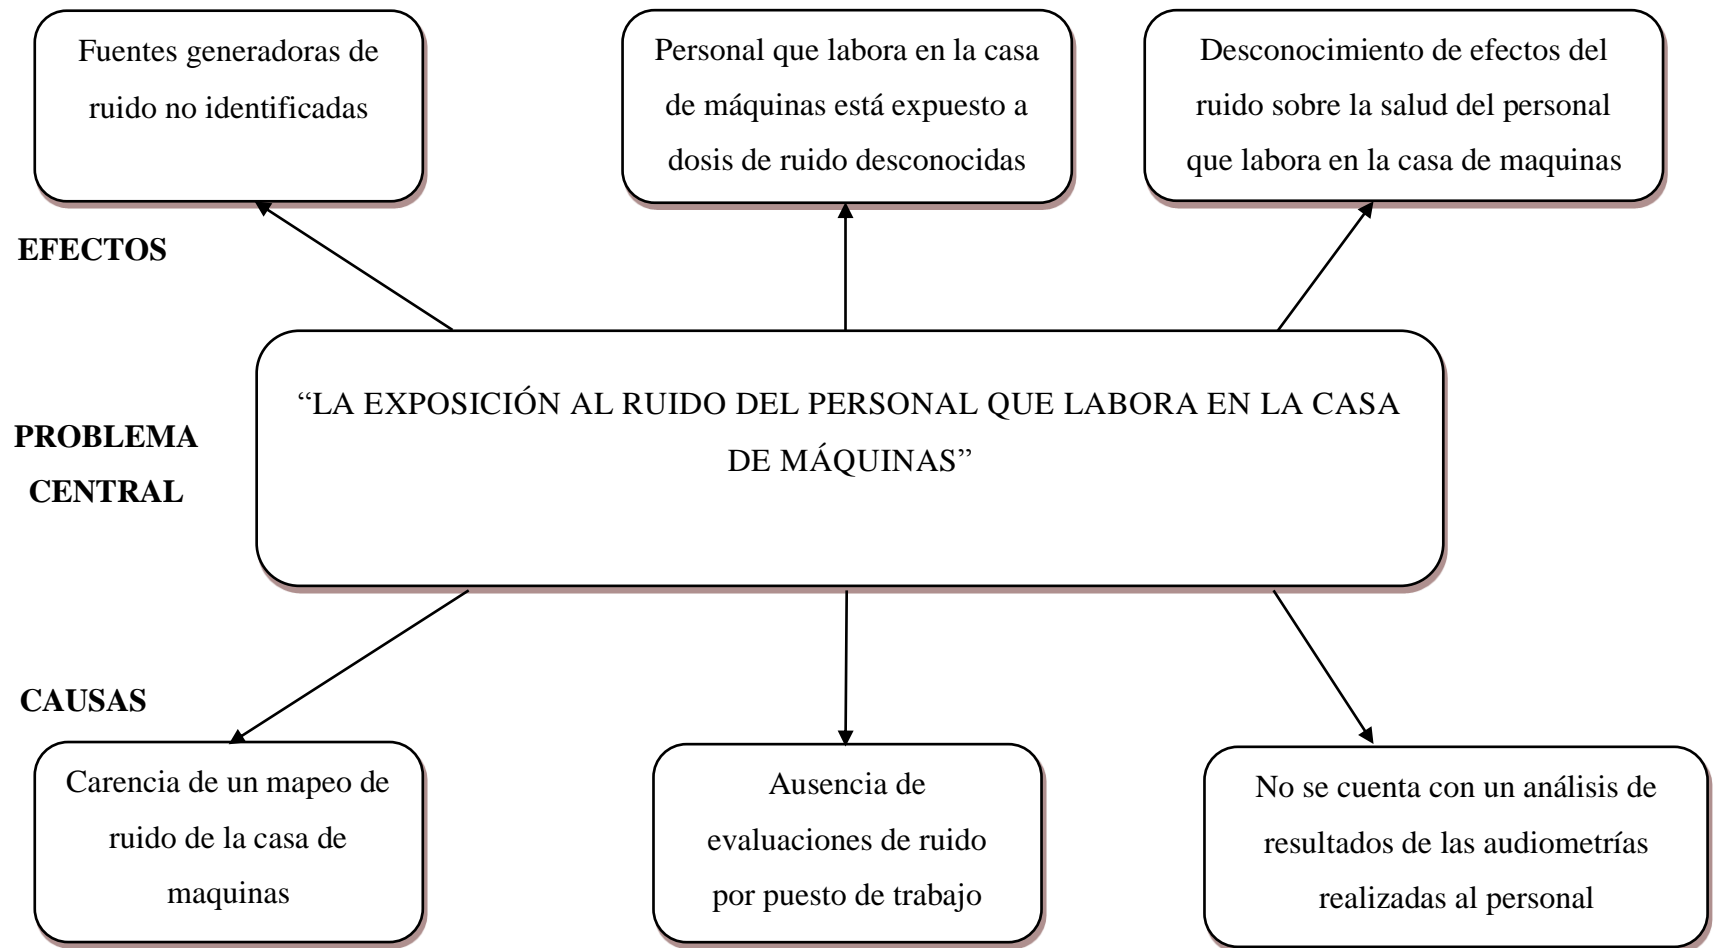 Fuentes generadoras de
ruido no identificadas
Personal que labora en la casa
de máquinas está expuesto a
dosis de ruido desconocidas
Desconocimiento de efectos del
ruido sobre la salud del personal
que labora en la casa de maquinas
EFECTOS
PROBLEMA
CENTRAL
“LA EXPOSICIÓN AL RUIDO DEL PERSONAL QUE LABORA EN LA CASA
DE MÁQUINAS”
CAUSAS
Carencia de un mapeo de
ruido de la casa de
maquinas
Ausencia de
evaluaciones de ruido
por puesto de trabajo
No se cuenta con un análisis de
resultados de las audiometrías
realizadas al personal